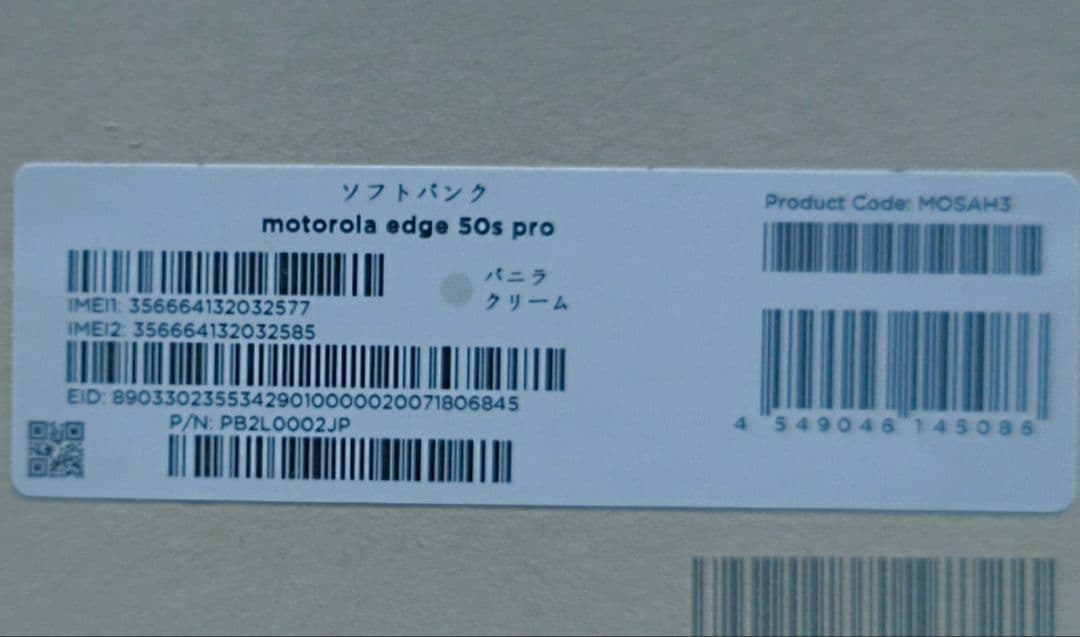 ソフトバンク
motorola edge 50s pro
バニラ
クリーム
IMEI1: 356664132032577
IMEI2: 356664132032585
EID: 89033023553429010000020071806845
P/N: PB2L0002JP
Product Code: MOSAH3
4 549046 145086